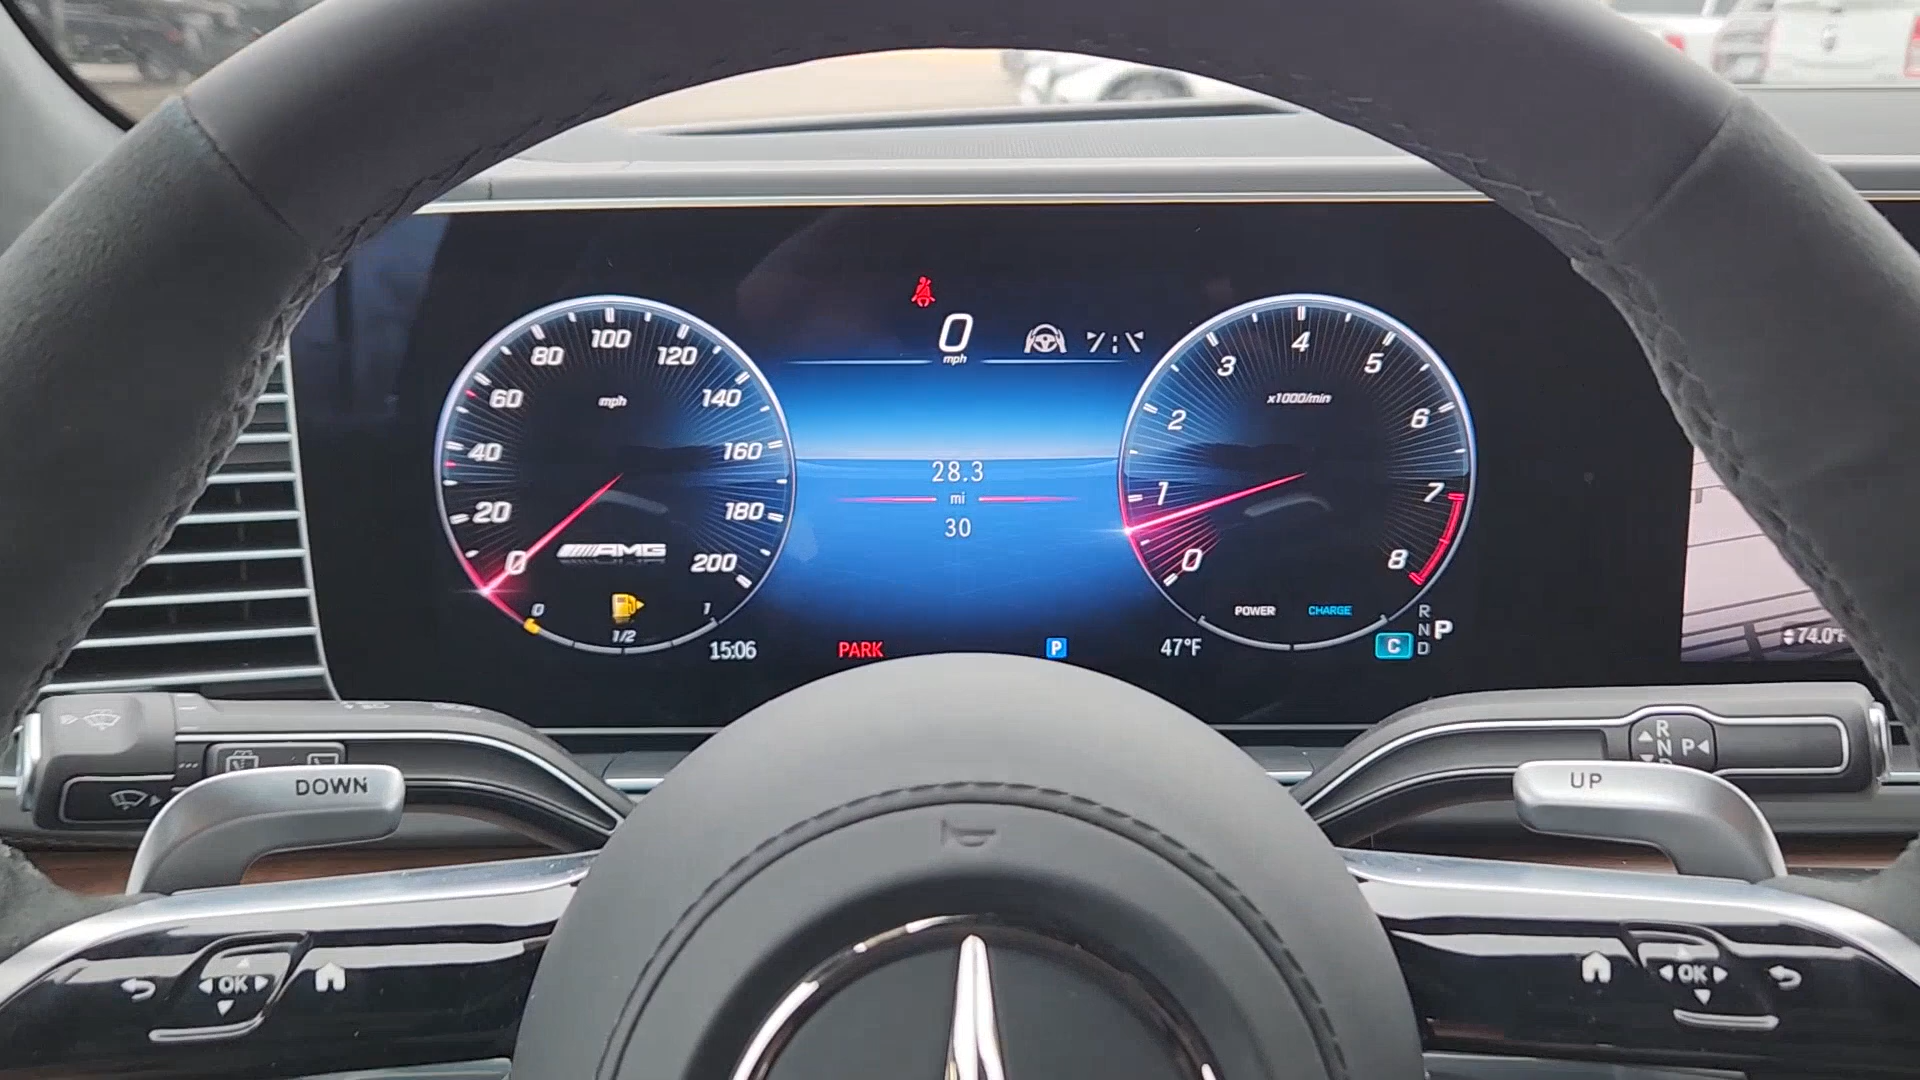 0
mph
100
80
120
60
mph
140
40
160
20
180
0
AMG
200
0
1
1/2
15:06
28.3
mi
30
PARK
P
4
3
5
x1000/min
2
6
1
7
0
8
POWER
CHARGE
47°F
C
R
N
D
P
74.0°F
DOWN
UP
R
N
P
OK
OK